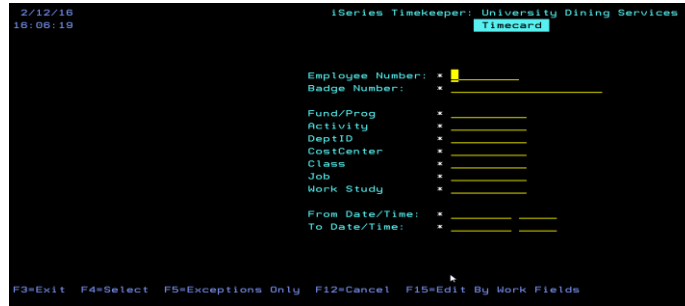 2/12/16 iSeries Timekeeper: University Dining Services
16:06:19 Timecard
Employee Number: *
Badge Number: *
Fund/Prog *
Activity *
DeptID *
CostCenter *
Class *
Job *
Work Study *
From Date/Time: *
To Date/Time: *
F3=Exit F4=Select F5=Exceptions Only F12=Cancel F15=Edit By Work Fields